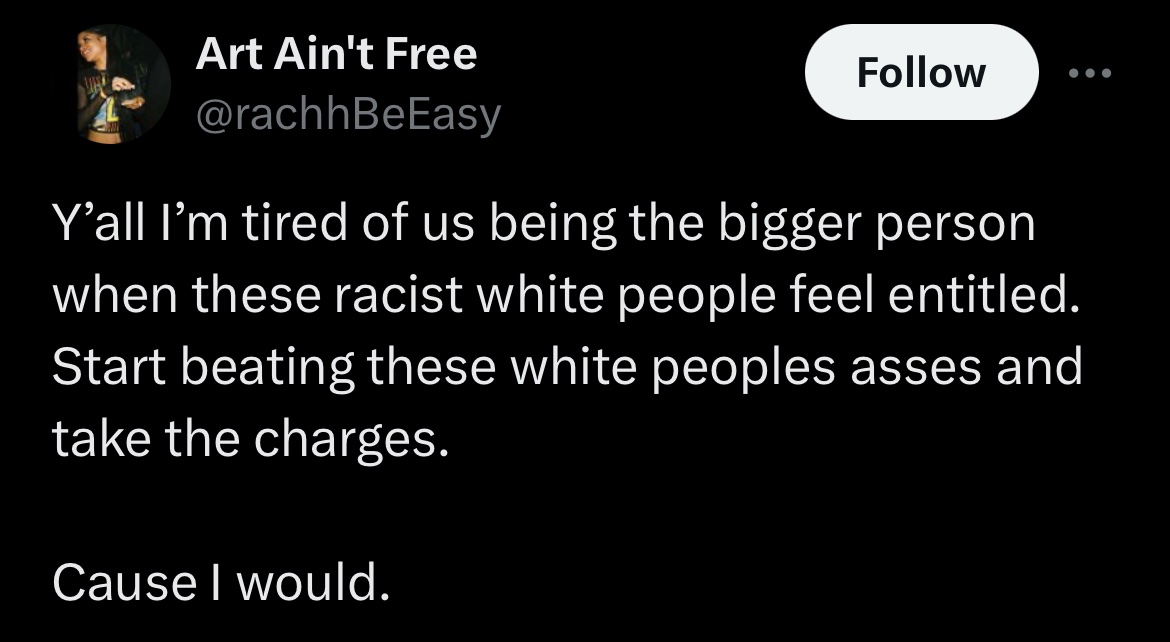 Art Ain't Free
Follow
@rachhBeEasy
Y’all I’m tired of us being the bigger person
when these racist white people feel entitled.
Start beating these white peoples asses and
take the charges.
Cause I would.